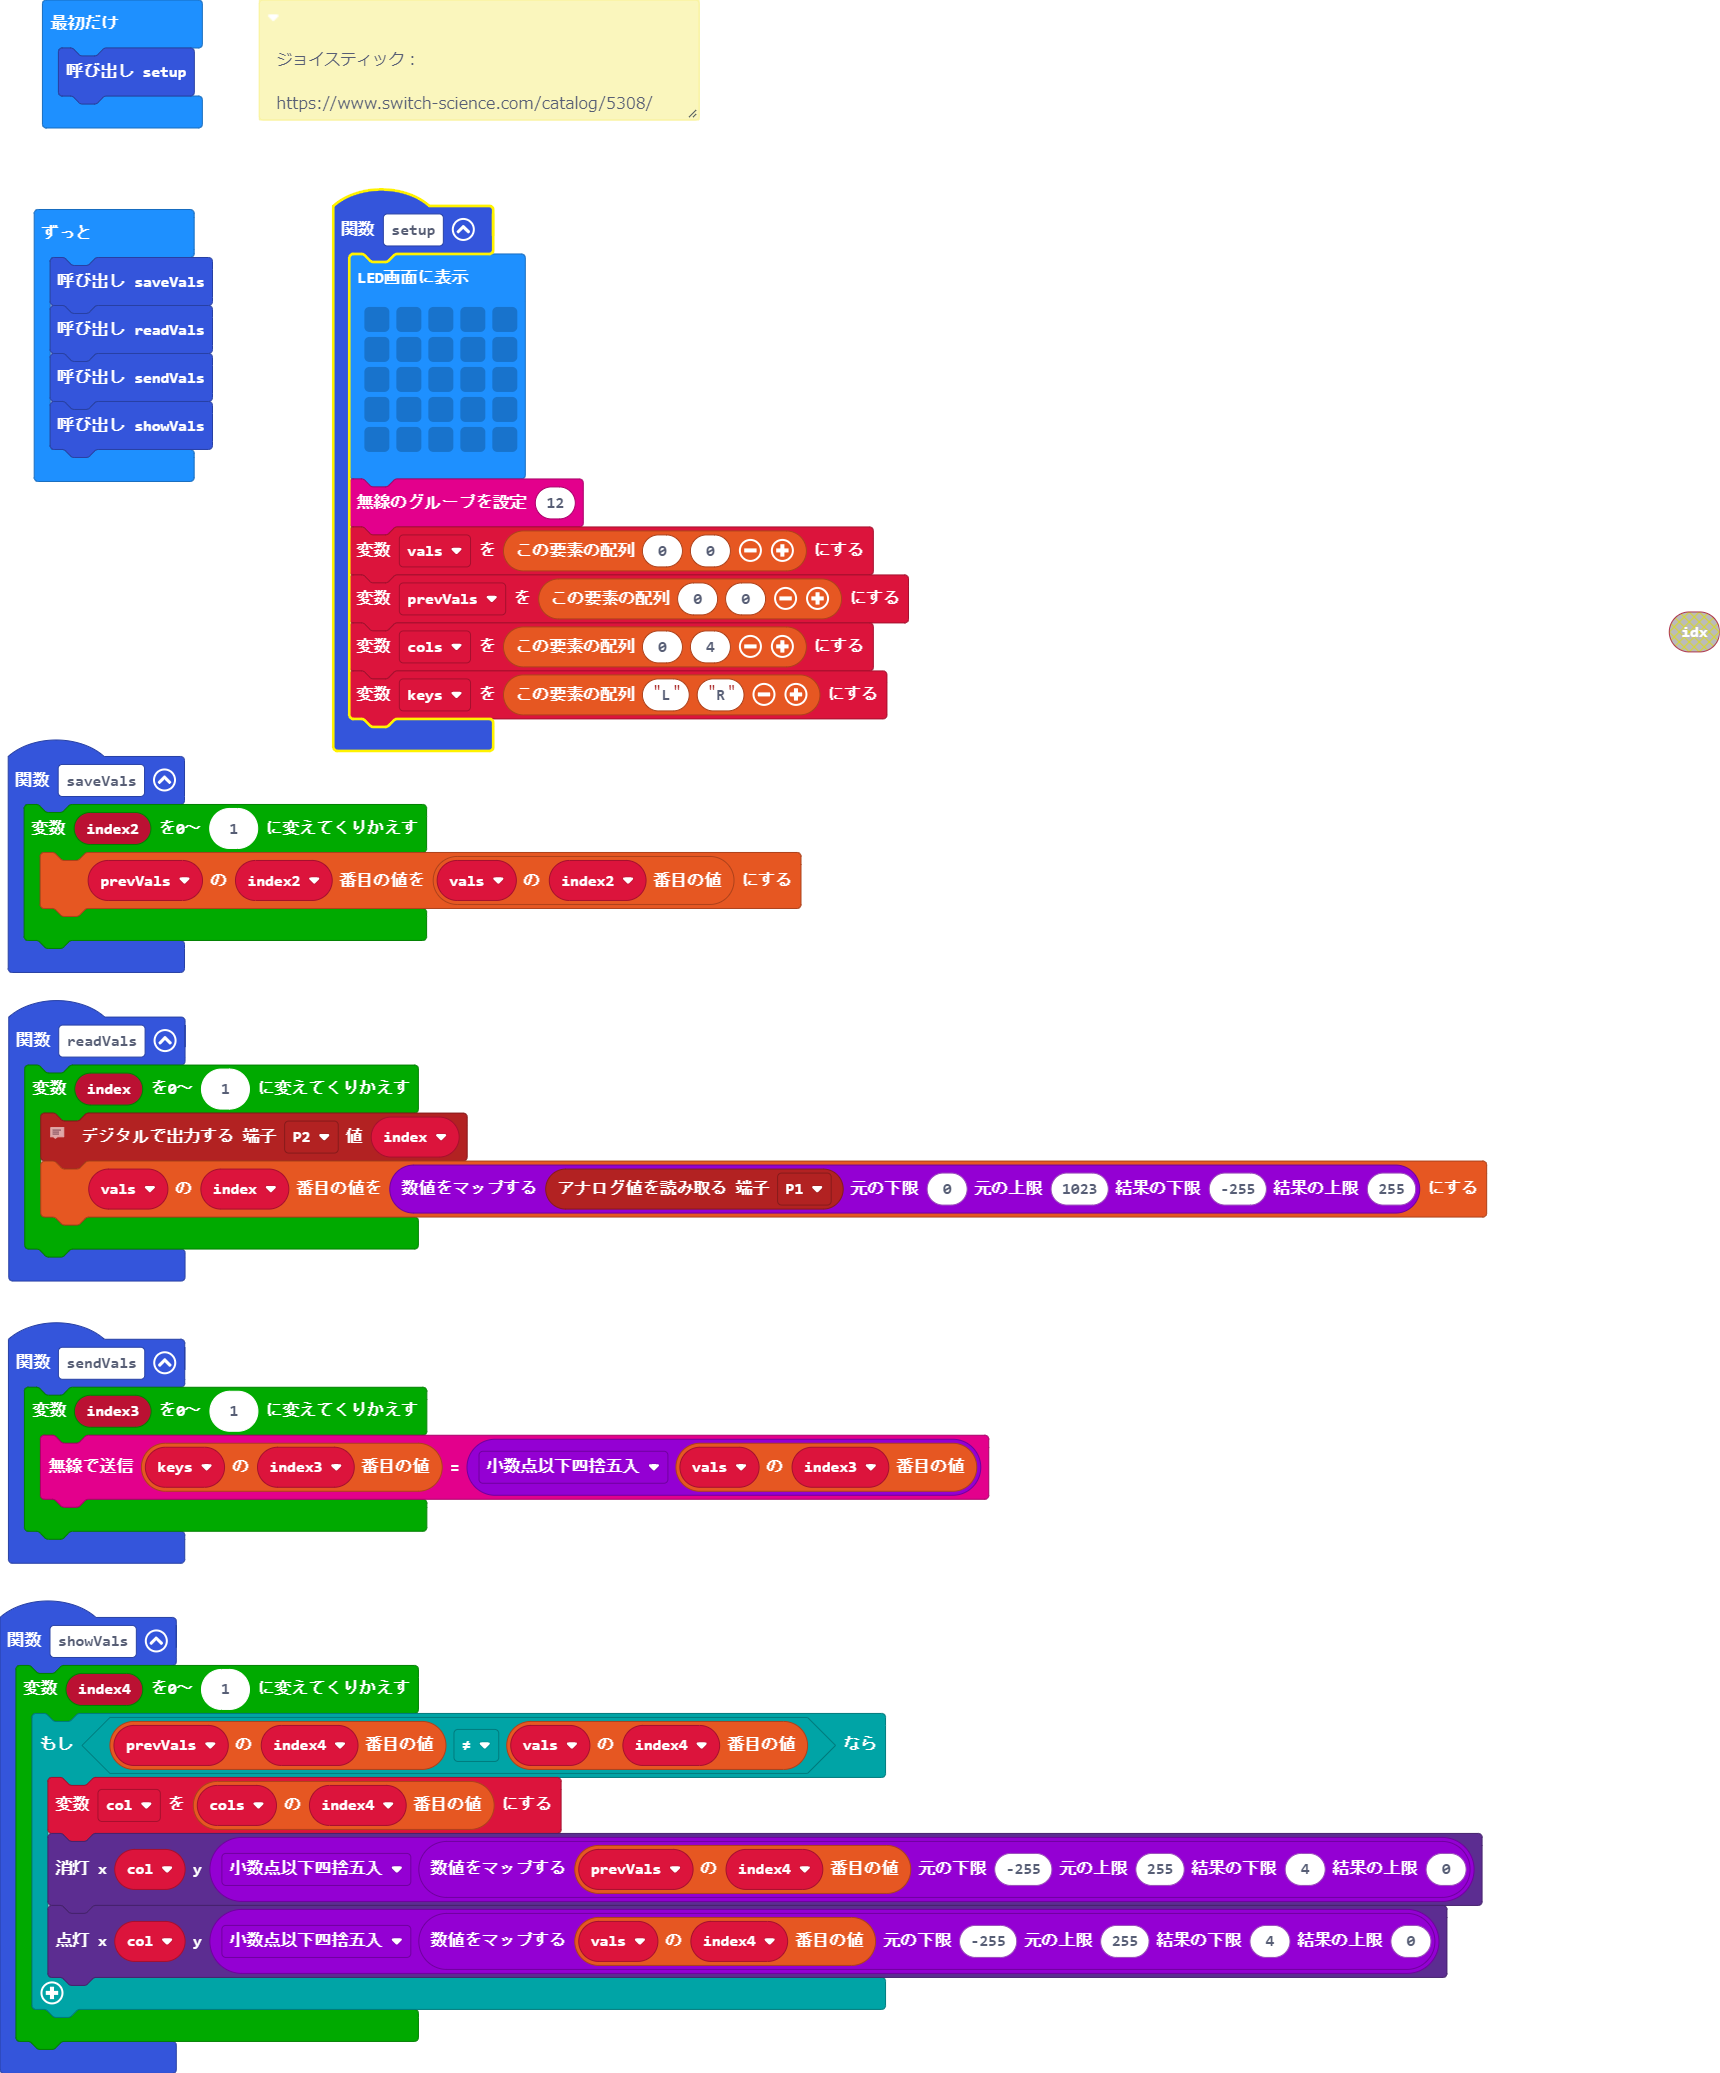 最初だけ
呼び出し setup
ジョイスティック：
https://www.switch-science.com/catalog/5308/
ずっと
呼び出し saveVals
呼び出し readVals
呼び出し sendVals
呼び出し showVals
関数 setup
LED画面に表示
無線のグループを設定 12
変数 vals を この要素の配列 0 0 にする
変数 prevVals を この要素の配列 0 0 にする
変数 cols を この要素の配列 0 4 にする
変数 keys を この要素の配列 "L" "R" にする
idx
関数 saveVals
変数 index2 を0～ 1 に変えてくりかえす
prevVals の index2 番目の値を vals の index2 番目の値 にする
関数 readVals
変数 index を0～ 1 に変えてくりかえす
デジタルで出力する 端子 P2 値 index
vals の index 番目の値を 数値をマップする アナログ値を読み取る 端子 P1 元の下限 0 元の上限 1023 結果の下限 -255 結果の上限 255 にする
関数 sendVals
変数 index3 を0～ 1 に変えてくりかえす
無線で送信 keys の index3 番目の値 = 小数点以下四捨五入 vals の index3 番目の値
関数 showVals
変数 index4 を0～ 1 に変えてくりかえす
もし prevVals の index4 番目の値 ≠ vals の index4 番目の値 なら
変数 col を cols の index4 番目の値 にする
消灯 x col y 小数点以下四捨五入 数値をマップする prevVals の index4 番目の値 元の下限 -255 元の上限 255 結果の下限 4 結果の上限 0
点灯 x col y 小数点以下四捨五入 数値をマップする vals の index4 番目の値 元の下限 -255 元の上限 255 結果の下限 4 結果の上限 0